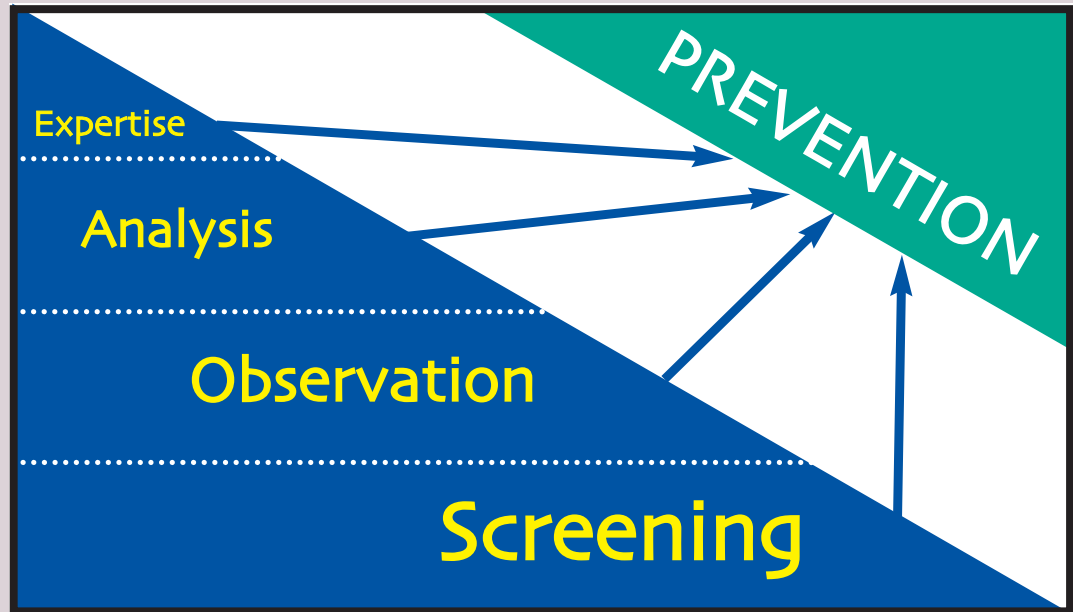 PREVENTION
Expertise
Analysis
Observation
Screening